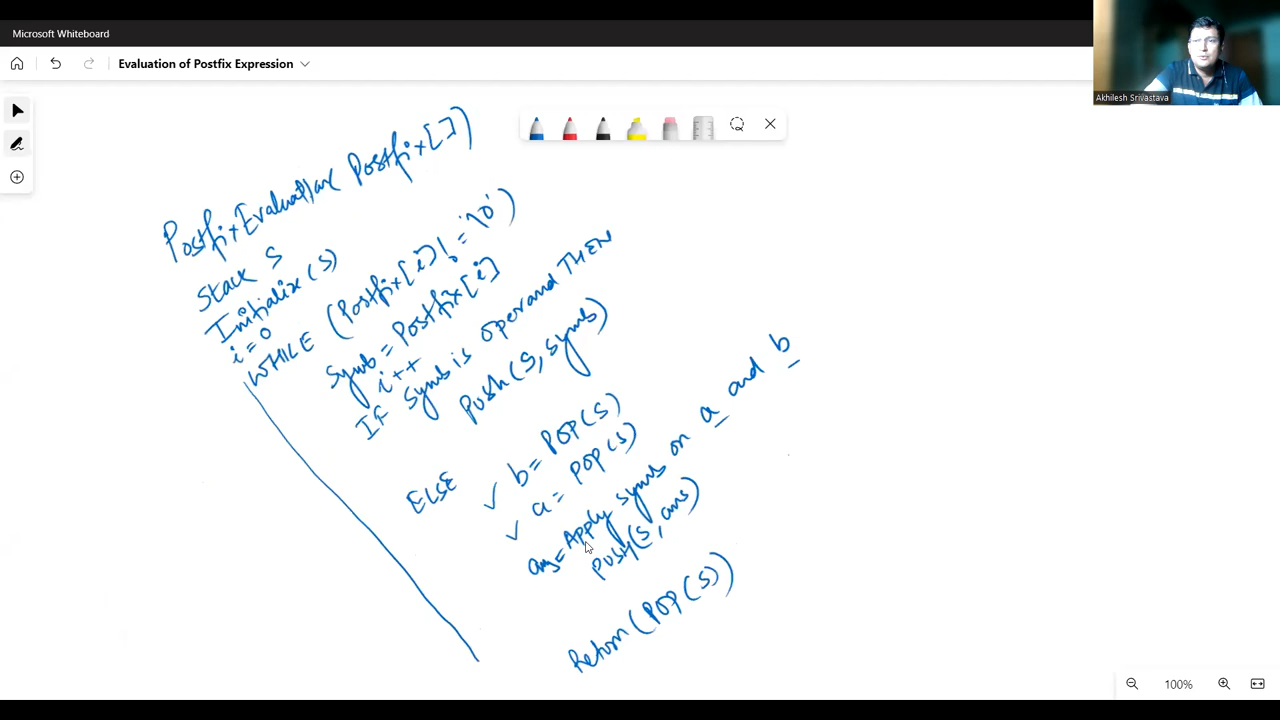 Microsoft Whiteboard
Evaluation of Postfix Expression
Akhilesh Srivastava
PostfixEvaluation( Postfix[])
Stack S
Initialize(S)
i=0
WHILE (Postfix[i]!='\0')
Symb = Postfix[i]
i++
IF Symb is operand THEN
Push(S, symb)
ELSE
b = POP(S)
a = POP(S)
ans = Apply symb on a and b
PUSH(S, ans)
Return (POP(S))
100%